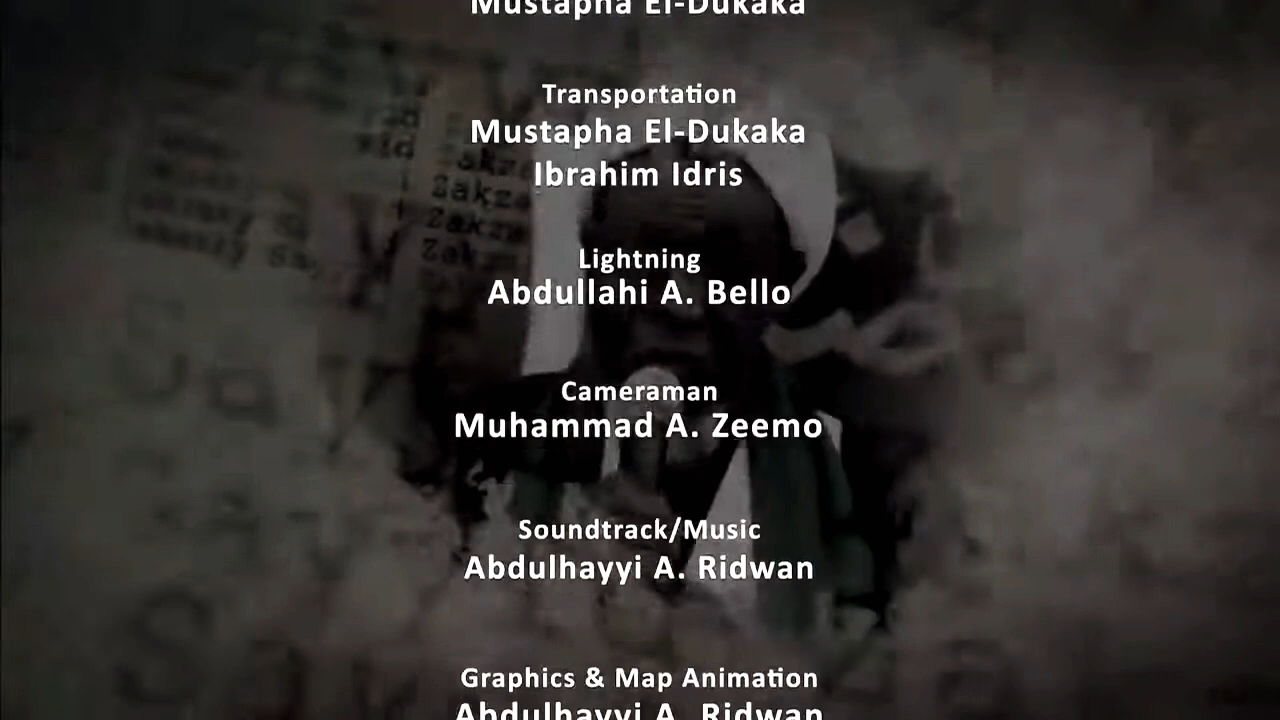 Mustapha El-Dukaka
Transportation
Mustapha El-Dukaka
Ibrahim Idris
Lightning
Abdullahi A. Bello
Cameraman
Muhammad A. Zeemo
Soundtrack/Music
Abdulhayyi A. Ridwan
Graphics & Map Animation
Abdulhayyi A. Ridwan